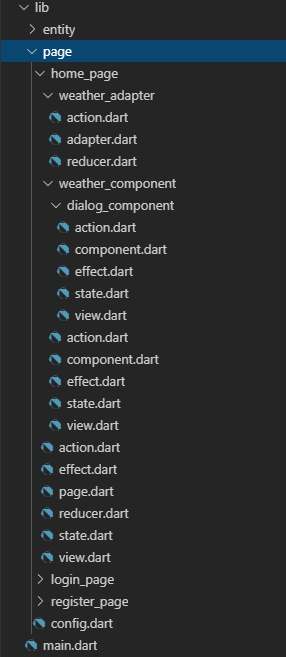 lib
entity
page
home_page
weather_adapter
action.dart
adapter.dart
reducer.dart
weather_component
dialog_component
action.dart
component.dart
effect.dart
state.dart
view.dart
action.dart
component.dart
effect.dart
state.dart
view.dart
action.dart
effect.dart
page.dart
reducer.dart
state.dart
view.dart
login_page
register_page
config.dart
main.dart